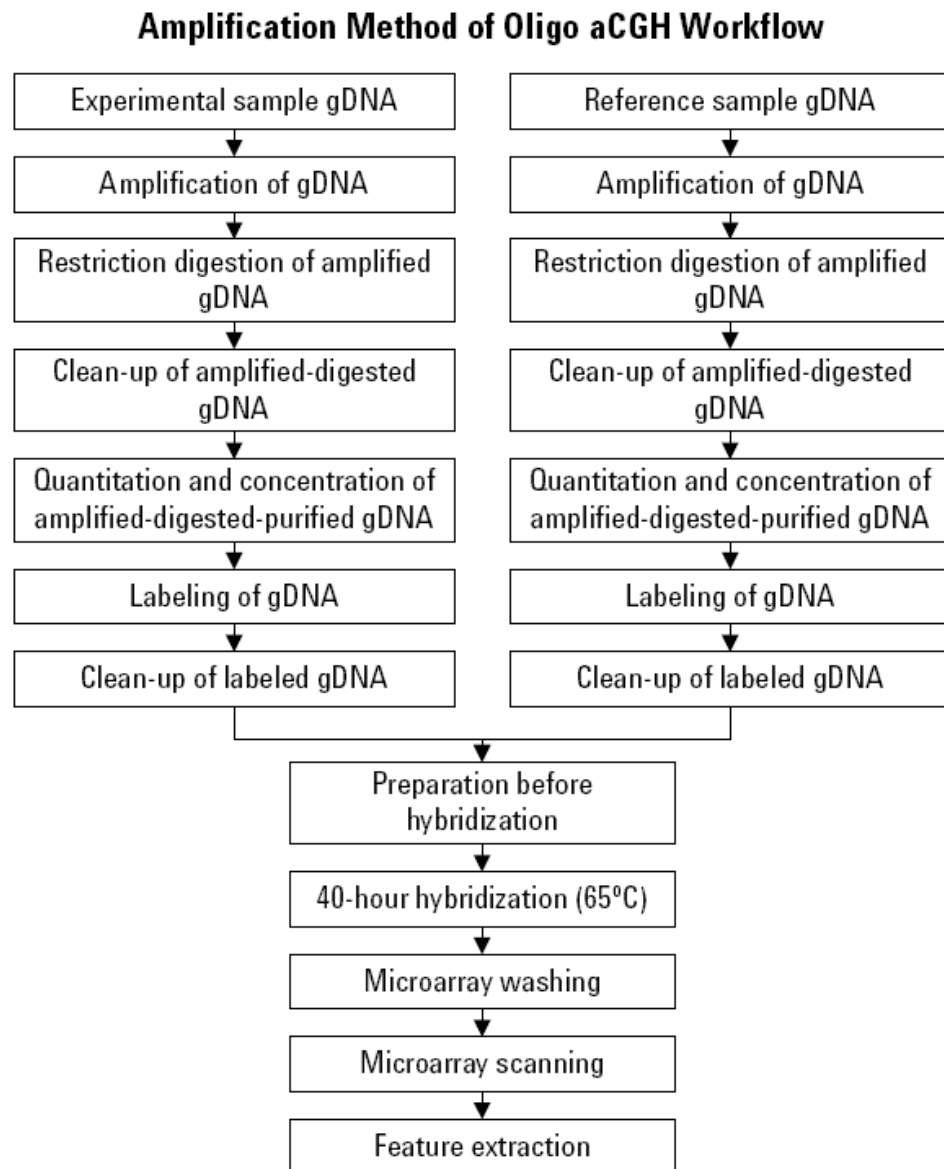 Amplification Method of Oligo aCGH Workflow
Experimental sample gDNA
Reference sample gDNA
Amplification of gDNA
Amplification of gDNA
Restriction digestion of amplified
gDNA
Restriction digestion of amplified
gDNA
Clean-up of amplified-digested
gDNA
Clean-up of amplified-digested
gDNA
Quantitation and concentration of
amplified-digested-purified gDNA
Quantitation and concentration of
amplified-digested-purified gDNA
Labeling of gDNA
Labeling of gDNA
Clean-up of labeled gDNA
Clean-up of labeled gDNA
Preparation before
hybridization
40-hour hybridization (65ºC)
Microarray washing
Microarray scanning
Feature extraction